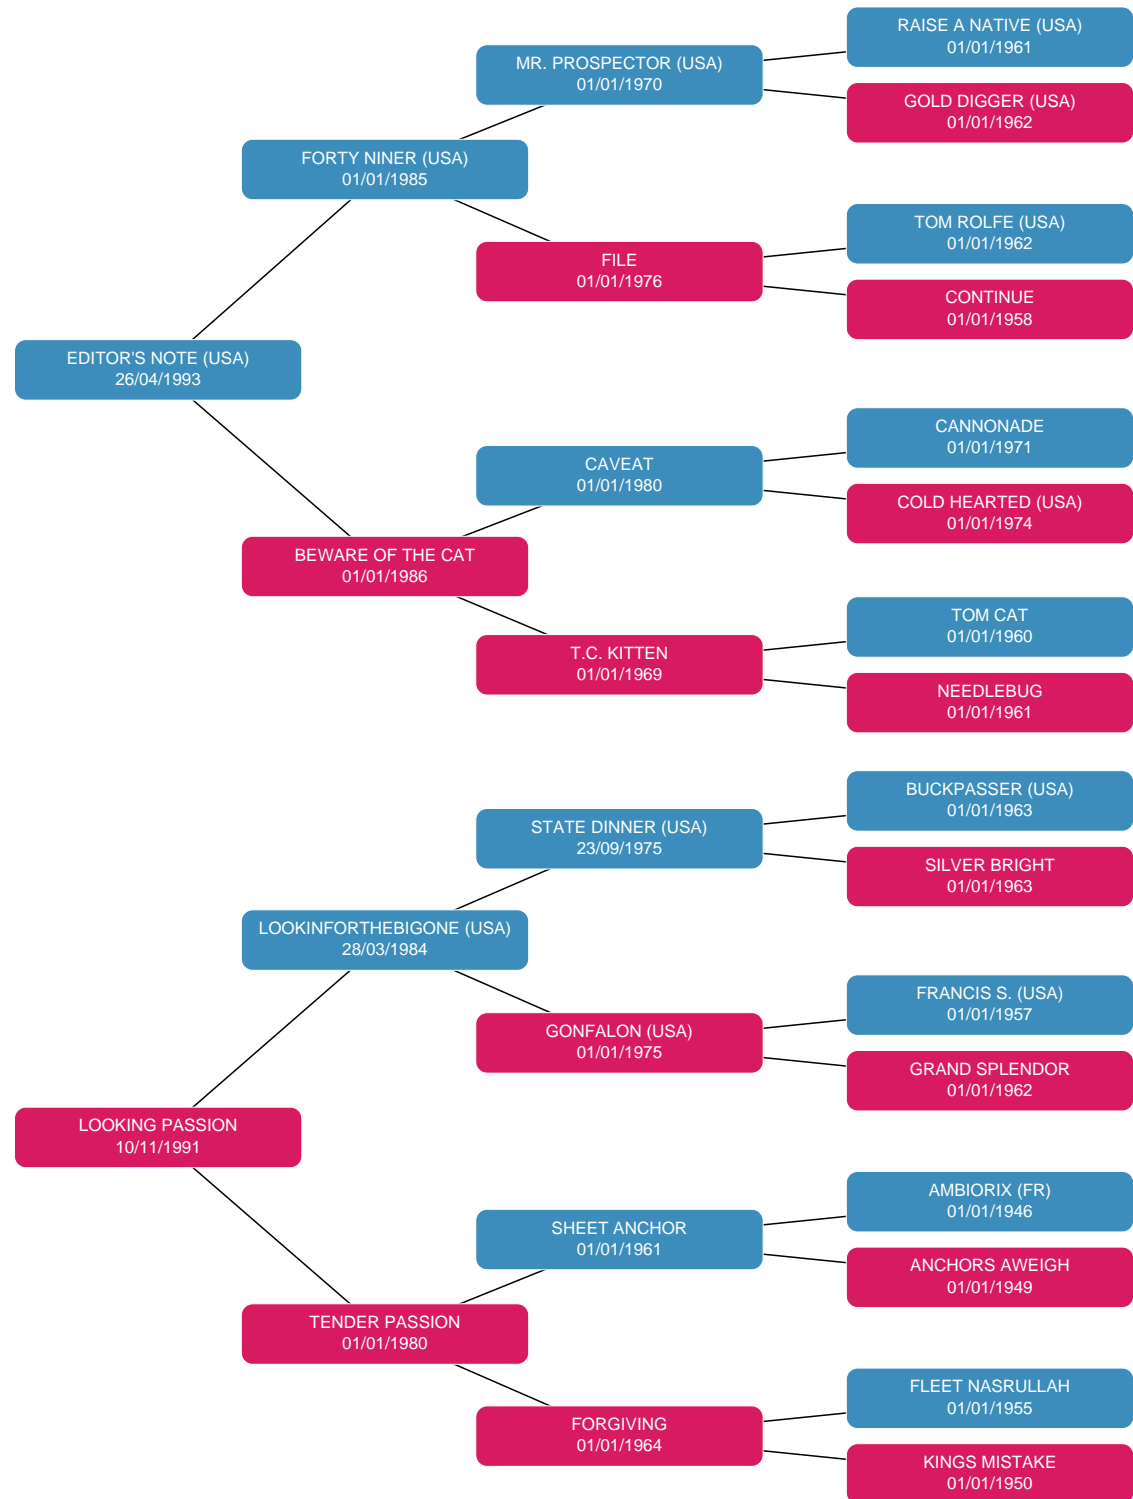 RAISE A NATIVE (USA)
01/01/1961
MR. PROSPECTOR (USA)
01/01/1970
GOLD DIGGER (USA)
01/01/1962
FORTY NINER (USA)
01/01/1985
TOM ROLFE (USA)
01/01/1962
FILE
01/01/1976
CONTINUE
01/01/1958
EDITOR'S NOTE (USA)
26/04/1993
CANNONADE
01/01/1971
CAVEAT
01/01/1980
COLD HEARTED (USA)
01/01/1974
BEWARE OF THE CAT
01/01/1986
TOM CAT
01/01/1960
T.C. KITTEN
01/01/1969
NEEDLEBUG
01/01/1961
BUCKPASSER (USA)
01/01/1963
STATE DINNER (USA)
23/09/1975
SILVER BRIGHT
01/01/1963
LOOKINFORTHEBIGONE (USA)
28/03/1984
FRANCIS S. (USA)
01/01/1957
GONFALON (USA)
01/01/1975
GRAND SPLENDOR
01/01/1962
LOOKING PASSION
10/11/1991
AMBIORIX (FR)
01/01/1946
SHEET ANCHOR
01/01/1961
ANCHORS AWEIGH
01/01/1949
TENDER PASSION
01/01/1980
FLEET NASRULLAH
01/01/1955
FORGIVING
01/01/1964
KINGS MISTAKE
01/01/1950